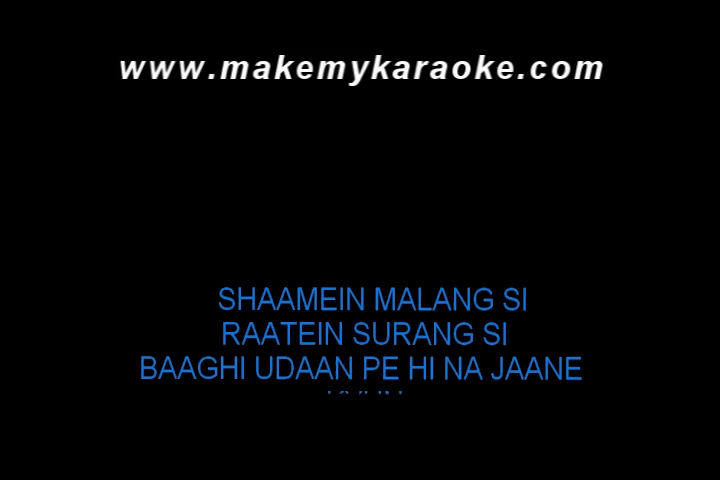 www.makemykaraoke.com
SHAAMEIN MALANG SI
RAATEIN SURANG SI
BAAGHI UDAAN PE HI NA JAANE